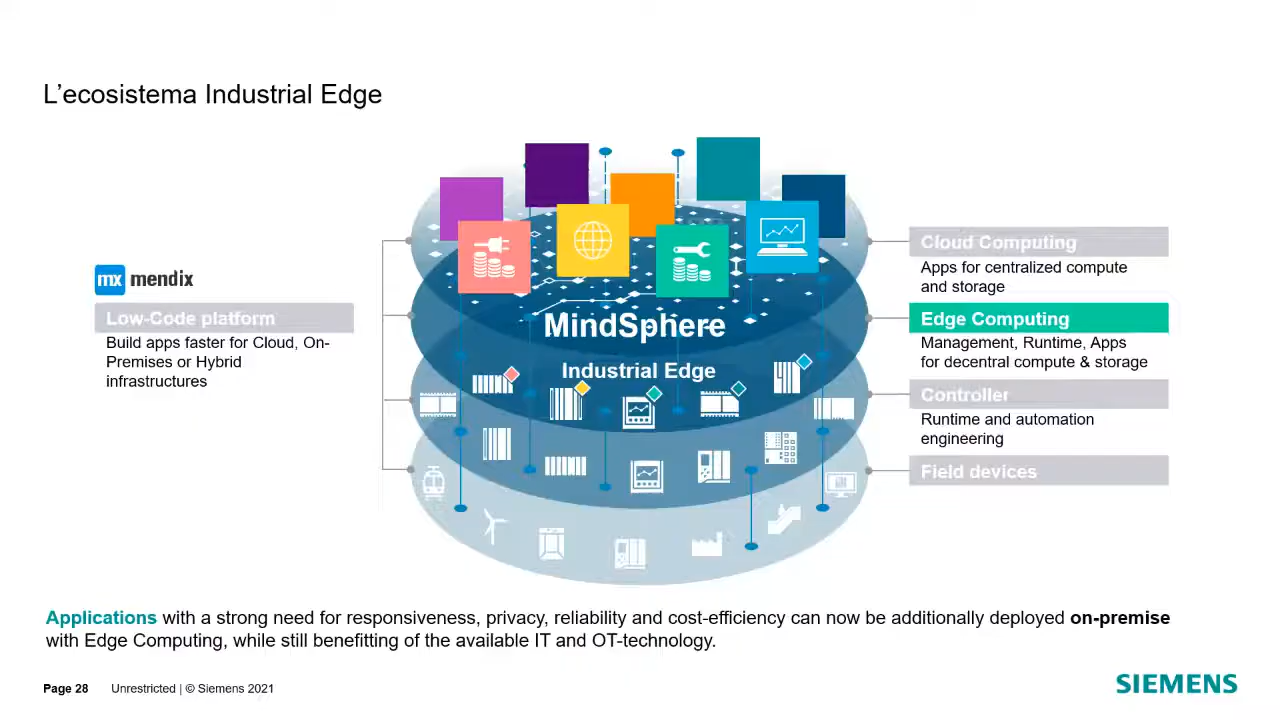 L'ecosistema Industrial Edge
mx mendix
Low-Code platform
Build apps faster for Cloud, On-
Premises or Hybrid
infrastructures
MindSphere
Industrial Edge
Cloud Computing
Apps for centralized compute
and storage
Edge Computing
Management, Runtime, Apps
for decentral compute & storage
Controller
Runtime and automation
engineering
Field devices
Applications with a strong need for responsiveness, privacy, reliability and cost-efficiency can now be additionally deployed on-premise
with Edge Computing, while still benefitting of the available IT and OT-technology.
Page 28 Unrestricted | © Siemens 2021
SIEMENS